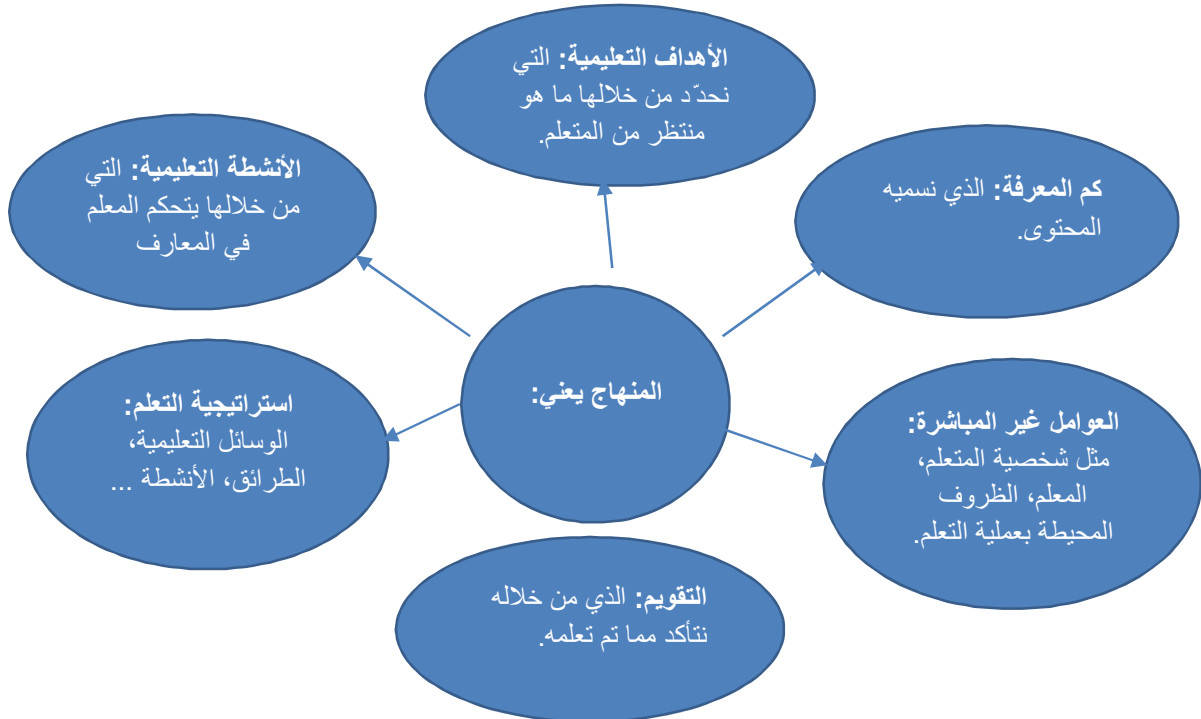 الأهداف التعليمية: التي
نحدّد من خلالها ما هو
منتظر من المتعلم.
كم المعرفة: الذي نسميه
المحتوى.
الأنشطة التعليمية: التي
من خلالها يتحكم المعلم
في المعارف
المنهاج يعني:
العوامل غير المباشرة:
مثل شخصية المتعلم،
المعلم، الظروف
المحيطة بعملية التعلم.
استراتيجية التعلم:
الوسائل التعليمية،
الطرائق، الأنشطة ...
التقويم: الذي من خلاله
نتأكد مما تم تعلمه.